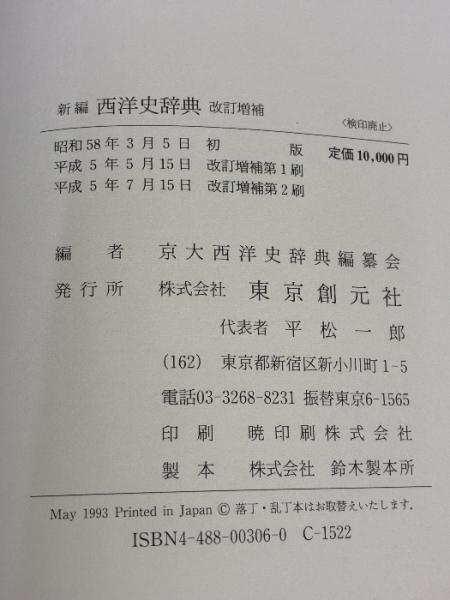 新編 西洋史辞典 改訂増補
〈検印廃止〉
昭和58年3月5日 初版 定価10,000円
平成5年5月15日 改訂増補第1刷
平成5年7月15日 改訂増補第2刷
編者 京大西洋史辞典編纂会
発行所 株式会社 東京創元社
代表者 平松一郎
(162) 東京都新宿区新小川町1-5
電話03-3268-8231 振替東京6-1565
印刷 暁印刷株式会社
製本 株式会社 鈴木製本所
May 1993 Printed in Japan © 落丁・乱丁本はお取替えいたします.
ISBN4-488-00306-0 C-1522